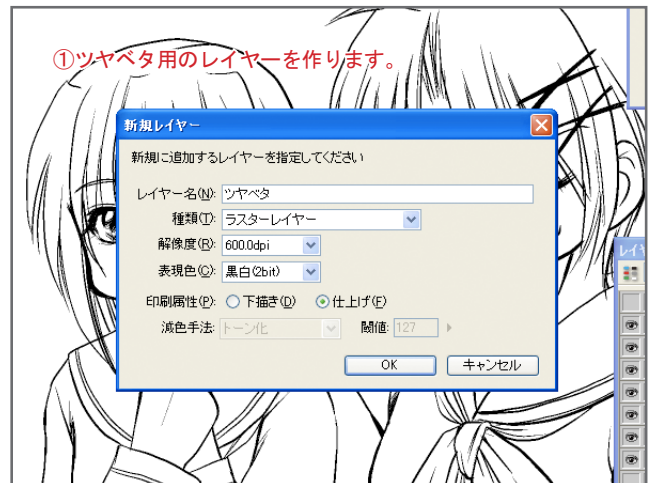 ①ツヤベタ用のレイヤーを作ります。
新規レイヤー
新規に追加するレイヤーを指定してください
レイヤー名(N): ツヤベタ
種類(T): ラスターレイヤー
解像度(R): 600.0dpi
表現色(C): 黒白(2bit)
印刷属性(P): 下描き(D) 仕上げ(F)
減色手法: トーン化 閾値: 127
OK キャンセル
レイヤ